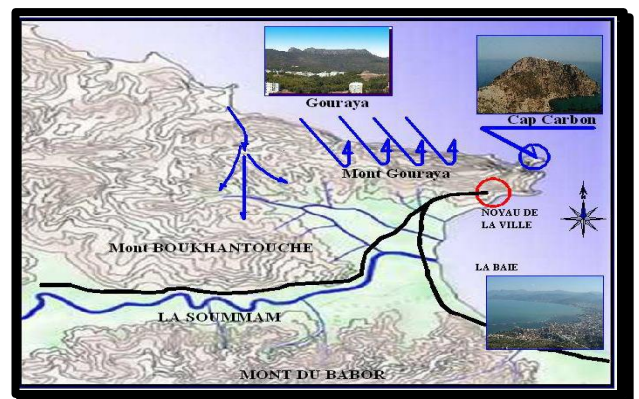 Gouraya
Cap Carbon
Mont Gouraya
NOYAU DE
LA VILLE
Mont BOUKHANTOUCHE
LA BAIE
LA SOUMMAM
MONT DU BABOR